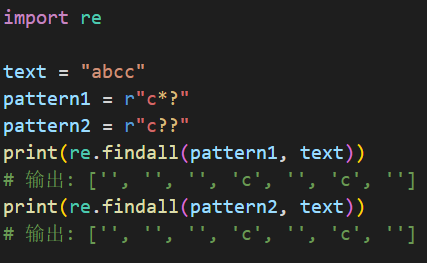 import re

text = "abcc"
pattern1 = r"c*?"
pattern2 = r"c??"
print(re.findall(pattern1, text))
# 输出: ['', '', '', 'c', '', 'c', '']
print(re.findall(pattern2, text))
# 输出: ['', '', '', 'c', '', 'c', '']